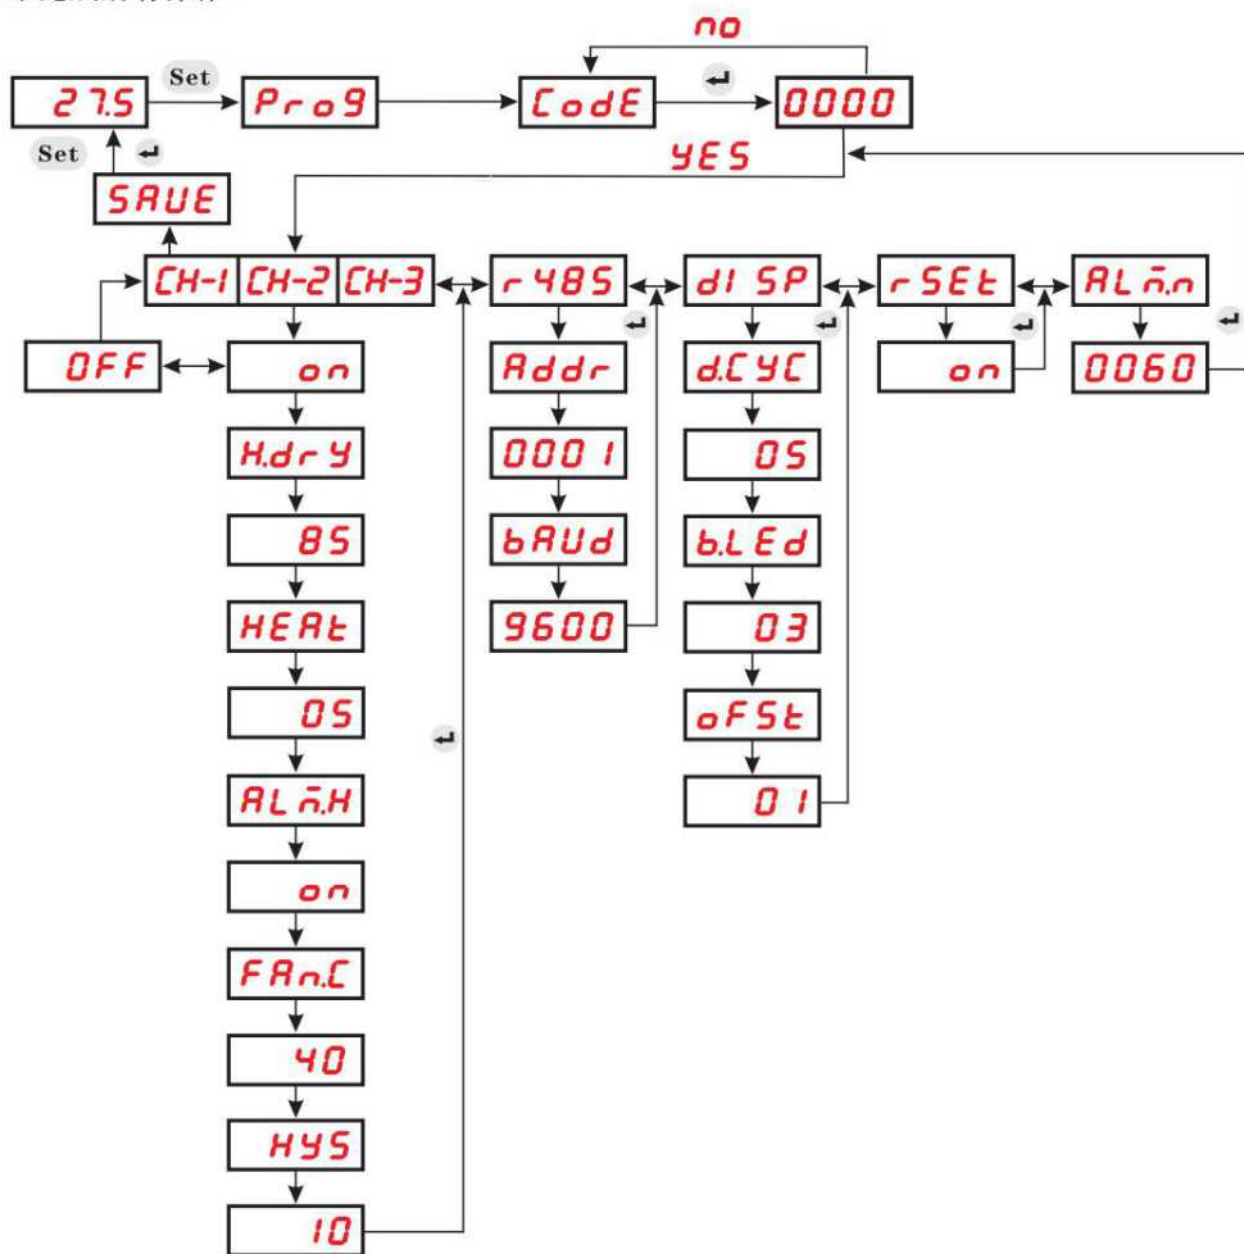 no
Set
27.5
Prog
CodE
↵
0000
Set
↵
YES
SAVE
CH-1 CH-2 CH-3
r485
dISP
rSEt
ALm.n
↵
↵
↵
↵
OFF
on
Addr
d.CYC
on
0060
H.drY
0001
05
85
bAUd
b.LEd
HEAt
9600
03
05
oFSt
↵
ALm.H
01
on
FAn.C
40
HYS
10